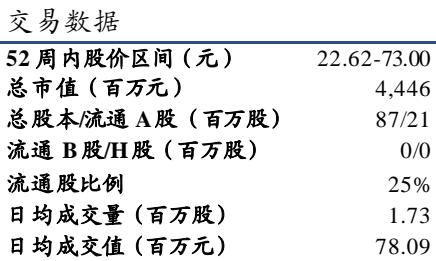 交易数据
52 周内股价区间（元） 22.62-73.00
总市值（百万元） 4,446
总股本/流通 A股（百万股） 87/21
流通 B股/H股（百万股） 0/0
流通股比例 25%
日均成交量（百万股） 1.73
日均成交值（百万元） 78.09